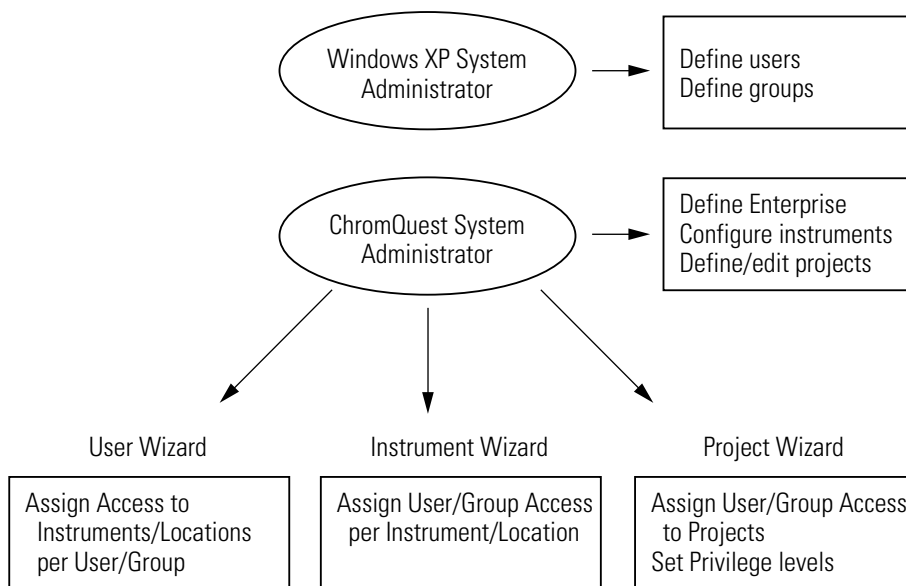 Windows XP System
Administrator
Define users
Define groups
ChromQuest System
Administrator
Define Enterprise
Configure instruments
Define/edit projects
User Wizard
Assign Access to
Instruments/Locations
per User/Group
Instrument Wizard
Assign User/Group Access
per Instrument/Location
Project Wizard
Assign User/Group Access
to Projects
Set Privilege levels